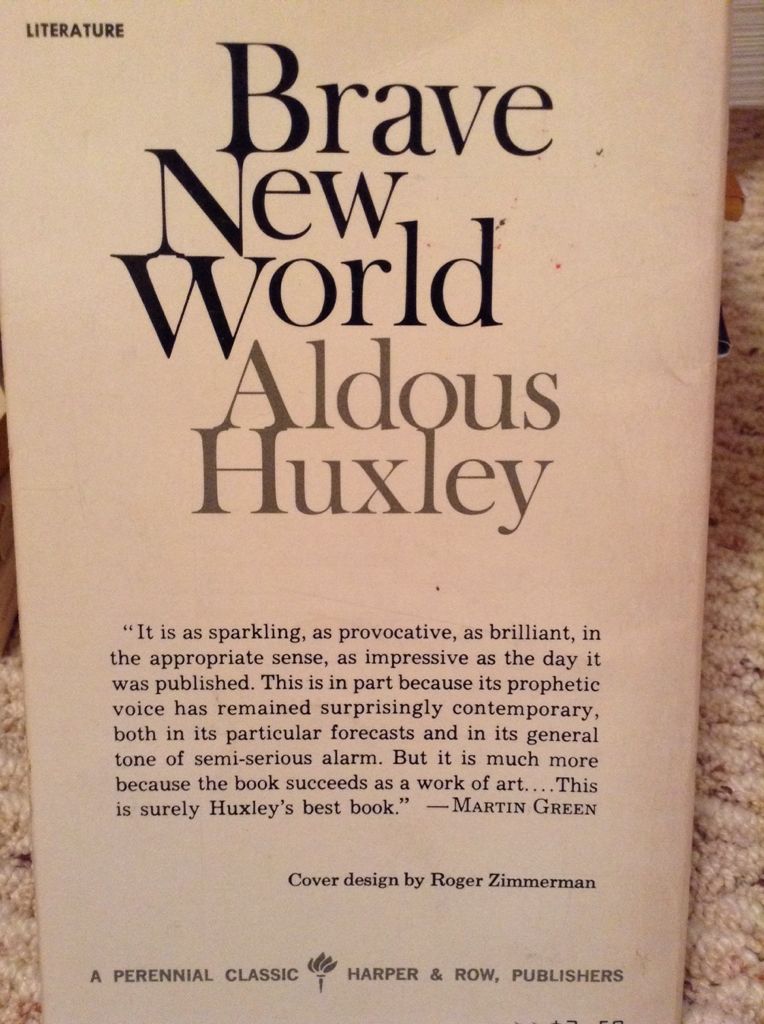 LITERATURE
Brave
New
World
Aldous
Huxley
“It is as sparkling, as provocative, as brilliant, in
the appropriate sense, as impressive as the day it
was published. This is in part because its prophetic
voice has remained surprisingly contemporary,
both in its particular forecasts and in its general
tone of semi-serious alarm. But it is much more
because the book succeeds as a work of art....This
is surely Huxley’s best book.” —MARTIN GREEN
Cover design by Roger Zimmerman
A PERENNIAL CLASSIC HARPER & ROW, PUBLISHERS